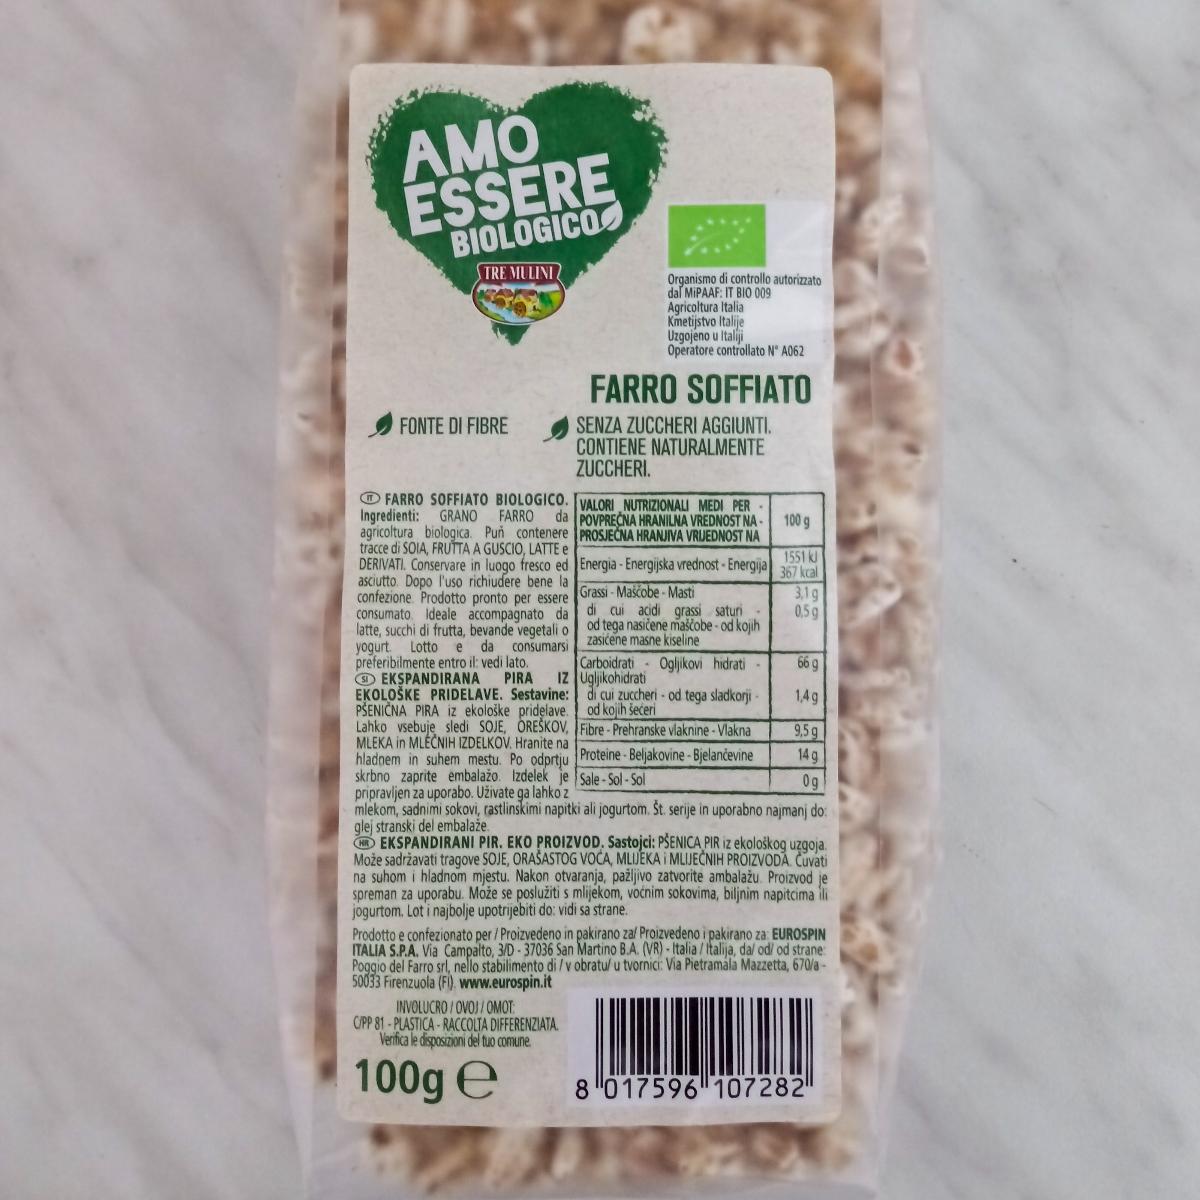 AMO
ESSERE
BIOLOGICO
TRE MULINI
Organismo di controllo autorizzato
dal MiPAAF: IT BIO 009
Agricoltura Italia
Kmetijstvo Italije
Uzgojeno u Italiji
Operatore controllato N° A062
FARRO SOFFIATO
FONTE DI FIBRE
SENZA ZUCCHERI AGGIUNTI.
CONTIENE NATURALMENTE
ZUCCHERI.
IT FARRO SOFFIATO BIOLOGICO.
Ingredienti: GRANO FARRO da
agricoltura biologica. Puň contenere
tracce di SOIA, FRUTTA A GUSCIO, LATTE e
DERIVATI. Conservare in luogo fresco ed
asciutto. Dopo l'uso richiudere bene la
confezione. Prodotto pronto per essere
consumato. Ideale accompagnato da
latte, succhi di frutta, bevande vegetali o
yogurt. Lotto e da consumarsi
preferibilmente entro il: vedi lato.
SI EKSPANDIRANA PIRA IZ
EKOLOŠKE PRIDELAVE. Sestavine:
PŠENIČNA PIRA iz ekološke pridelave.
Lahko vsebuje sledi SOJE, OREŠKOV,
MLEKA in MLEČNIH IZDELKOV. Hranite na
hladnem in suhem mestu. Po odprtju
skrbno zaprite embalažo. Izdelek je
pripravljen za uporabo. Uživate ga lahko z
mlekom, sadnimi sokovi, rastlinskimi napitki ali jogurtom. Št. serije in uporabno najmanj do:
glej stranski del embalaže.
VALORI NUTRIZIONALI MEDI PER -
POVPREČNA HRANILNA VREDNOST NA -
PROSJEČNA HRANJIVA VRIJEDNOST NA
100 g
Energia - Energijska vrednost - Energija
1551 kJ
367 kcal
Grassi - Maščobe - Masti
3,1 g
di cui acidi grassi saturi -
od tega nasičene maščobe - od kojih
zasićene masne kiseline
0,5 g
Carboidrati - Ogljikovi hidrati -
Ugljikohidrati
66 g
di cui zuccheri - od tega sladkorji -
od kojih šećeri
1,4 g
Fibre - Prehranske vlaknine - Vlakna
9,5 g
Proteine - Beljakovine - Bjelančevine
14 g
Sale - Sol - Sol
0 g
HR EKSPANDIRANI PIR. EKO PROIZVOD. Sastojci: PŠENICA PIR iz ekološkog uzgoja.
Može sadržavati tragove SOJE, ORAŠASTOG VOĆA, MLIJEKA i MLIJEČNIH PROIZVODA. Čuvati
na suhom i hladnom mjestu. Nakon otvaranja, pažljivo zatvorite ambalažu. Proizvod je
spreman za uporabu. Može se poslužiti s mlijekom, voćnim sokovima, biljnim napitcima ili
jogurtom. Lot i najbolje upotrijebiti do: vidi sa strane.
Prodotto e confezionato per / Proizvedeno in pakirano za/ Proizvedeno i pakirano za: EUROSPIN
ITALIA S.P.A. Via Campalto, 3/D - 37036 San Martino B.A. (VR) - Italia / Italija, da/ od/ od strane:
Poggio del Farro srl, nello stabilimento di / v obratu/ u tvornici: Via Pietramala Mazzetta, 670/a -
50033 Firenzuola (FI). www.eurospin.it
INVOLUCRO / OVOJ / OMOT:
C/PP 81 - PLASTICA - RACCOLTA DIFFERENZIATA.
Verifica le disposizioni del tuo comune.
100g e
8 017596 107282